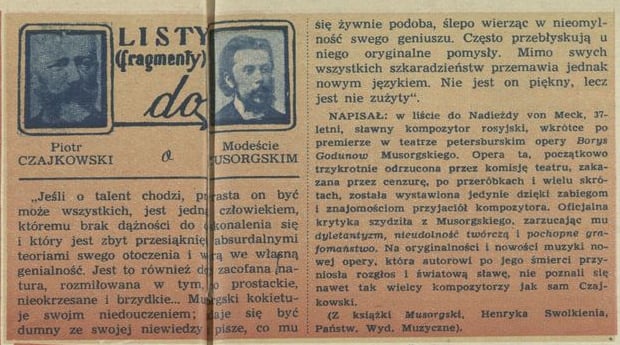 LISTY
(fragmenty)
do
Piotr
CZAJKOWSKI
o
Modeście
USORGSKIM
„Jeśli o talent chodzi, p rasta on być
może wszystkich, jest jedn człowiekiem,
któremu brak dążności do konalenia się
i który jest zbyt przesiąknię absurdalnymi
teoriami swego otoczenia i w rą we własną
genialność. Jest to również d zacofana na-
tura, rozmiłowana w tym, o prostackie,
nieokrzesane i brzydkie... Mu rgski kokietu-
je swoim niedouczeniem; daje się być
dumny ze swojej niewiedzy pisze, co mu
się żywnie podoba, ślepo wierząc w nieomyl-
ność swego geniuszu. Często przebłyskują u
niego oryginalne pomysły. Mimo swych
wszystkich szkaradzieństw przemawia jednak
nowym językiem. Nie jest on piękny, lecz
jest nie zużyty“.
NAPISAŁ: w liście do Nadieżdy von Meck, 37-
letni, sławny kompozytor rosyjski, wkrótce po
premierze w teatrze petersburskim opery Borys
Godunow Musorgskiego. Opera ta, początkowo
trzykrotnie odrzucona przez komisję teatru, zaka-
zana przez cenzurę, po przeróbkach i wielu skró-
tach, została wystawiona jedynie dzięki zabiegom
i znajomościom przyjaciół kompozytora. Oficjalna
krytyka szydziła z Musorgskiego, zarzucając mu
dyletantyzm, nieudolność twórczą i pochopne gra-
fomaństwo. Na oryginalności i nowości muzyki no-
wej opery, która autorowi po jego śmierci przy-
niosła rozgłos i światową sławę, nie poznali się
nawet tak wielcy kompozytorzy jak sam Czaj-
kowski.
(Z książki Musorgski, Henryka Swolkienia,
Państw. Wyd. Muzyczne).